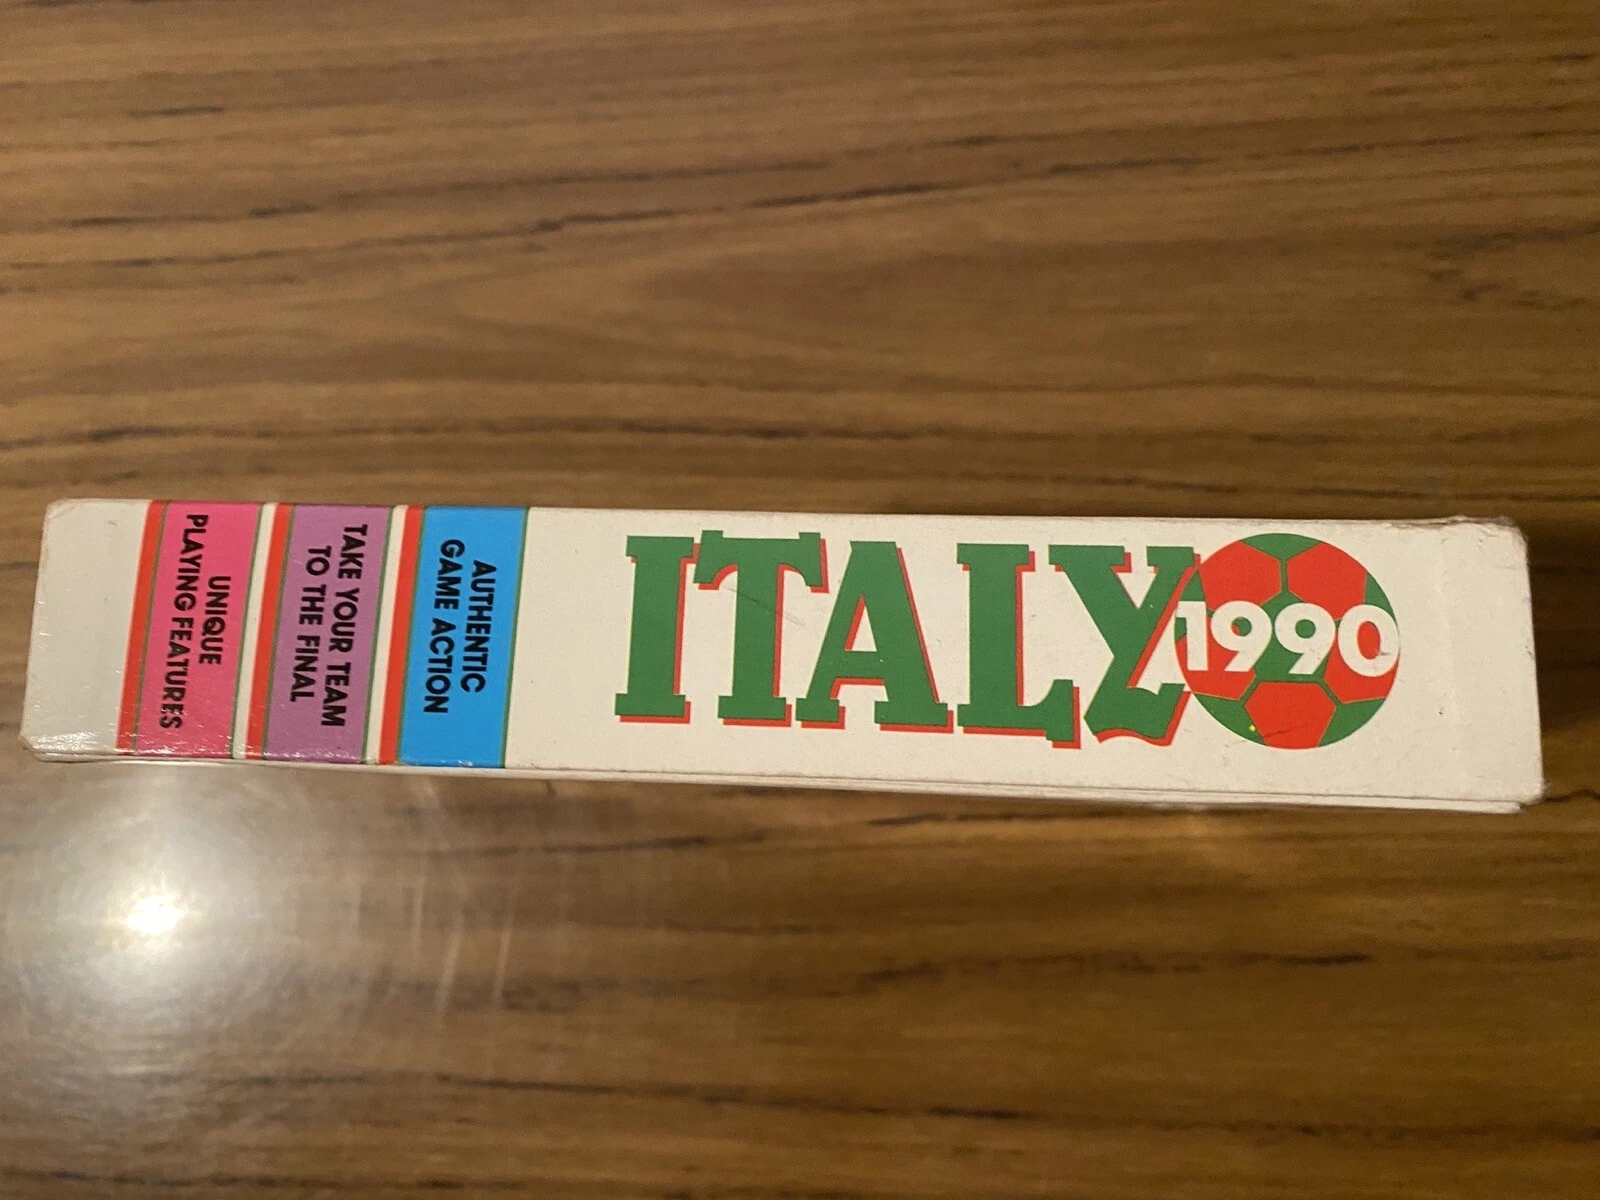 UNIQUE
PLAYING FEATURES
TAKE YOUR TEAM
TO THE FINAL
AUTHENTIC
GAME ACTION
ITALY
1990